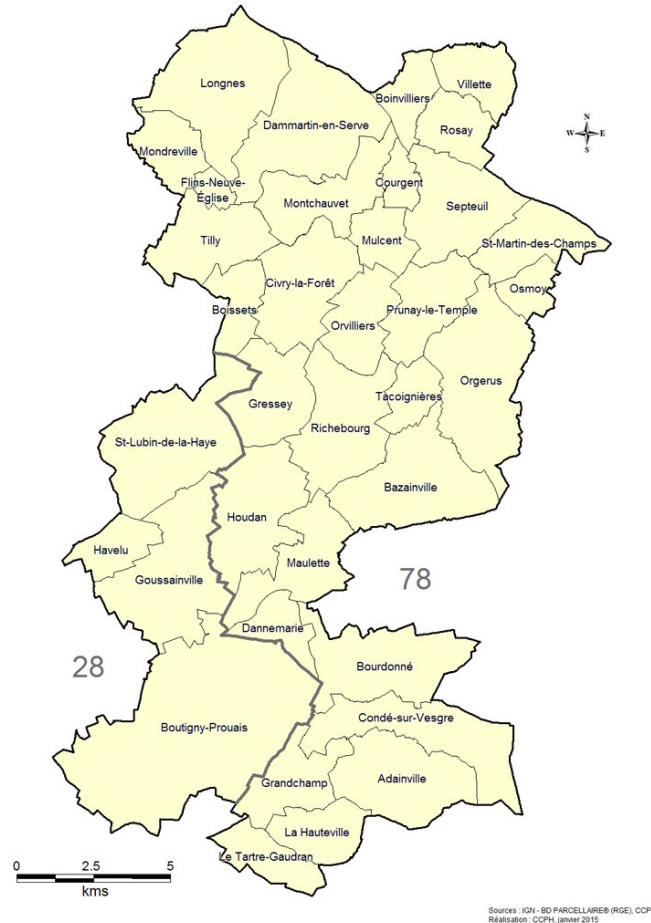 Longnes
Villette
Boinvilliers
Dammartin-en-Serve
Rosay
N
W E
S
Mondreville
Flins-Neuve-
Église
Courgent
Montchauvet
Septeuil
Tilly
Mulcent
St-Martin-des-Champs
Civry-la-Forêt
Osmoy
Boissets
Orvilliers
Prunay-le-Temple
Orgerus
Gressey
Tacoignières
Richebourg
St-Lubin-de-la-Haye
Bazainville
Houdan
Havelu
Maulette
Goussainville
78
Dannemarie
28
Bourdonné
Condé-sur-Vesgre
Boutigny-Prouais
Adainville
Grandchamp
La Hauteville
Le Tartre-Gaudran
0 2.5 5
kms
Sources : IGN - BD PARCELLAIRE® (RGE), CCP
Réalisation : CCPH, janvier 2015